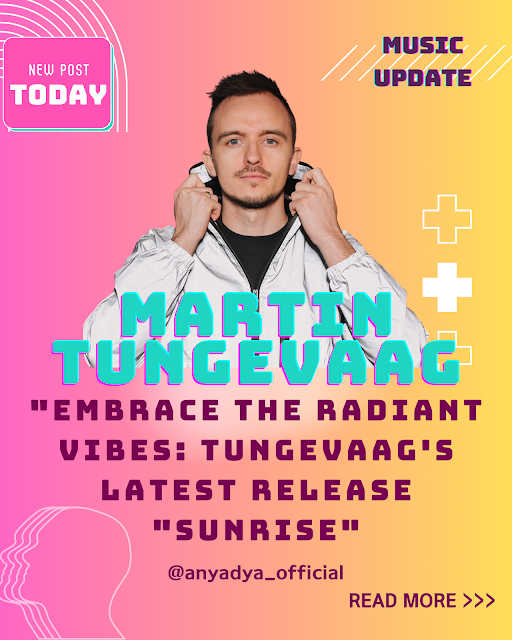 NEW POST
TODAY
MUSIC
UPDATE
MARTIN
TUNGEVAAG
"EMBRACE THE RADIANT
VIBES: TUNGEVAAG'S
LATEST RELEASE
"SUNRISE"
@anyadya_official
READ MORE >>>